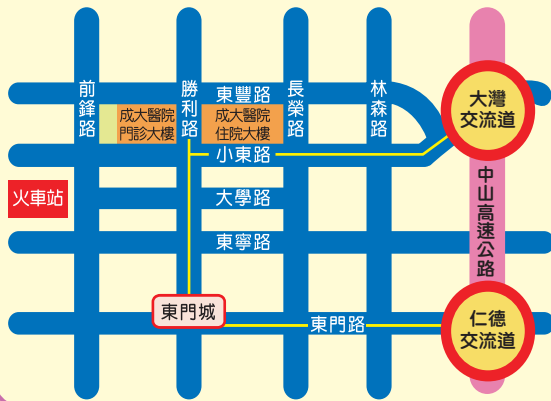 前鋒路
勝利路
東豐路
長榮路
林森路
大灣
交流道
成大醫院
門診大樓
成大醫院
住院大樓
小東路
火車站
大學路
中山高速公路
東寧路
東門城
東門路
仁德
交流道